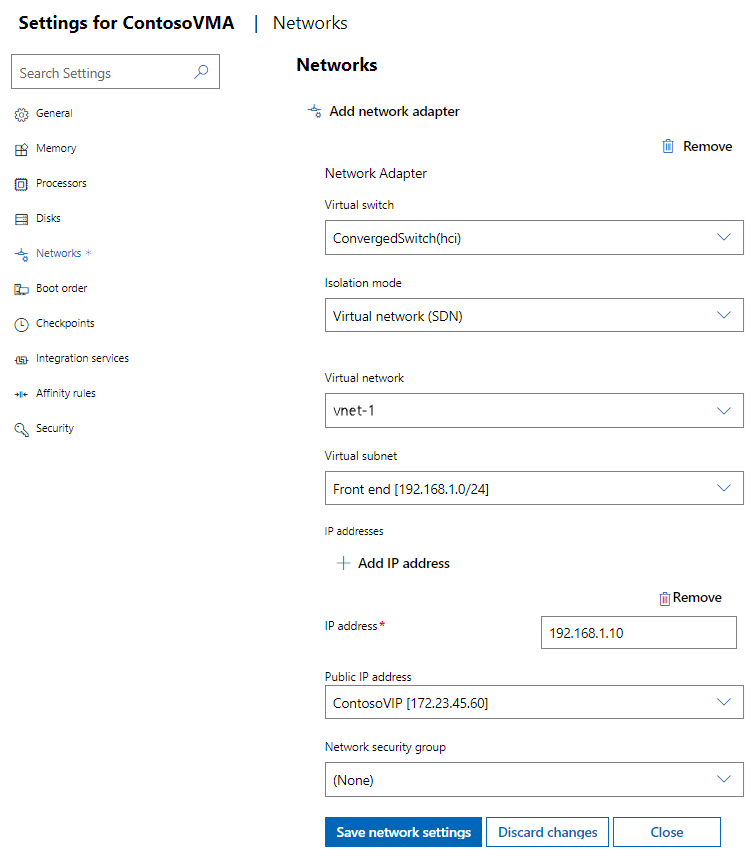 Settings for ContosoVMA | Networks
Search Settings
General
Memory
Processors
Disks
Networks *
Boot order
Checkpoints
Integration services
Affinity rules
Security
Networks
Add network adapter
Remove
Network Adapter
Virtual switch
ConvergedSwitch(hci)
Isolation mode
Virtual network (SDN)
Virtual network
vnet-1
Virtual subnet
Front end [192.168.1.0/24]
IP addresses
Add IP address
Remove
IP address*
192.168.1.10
Public IP address
ContosoVIP [172.23.45.60]
Network security group
(None)
Save network settings
Discard changes
Close